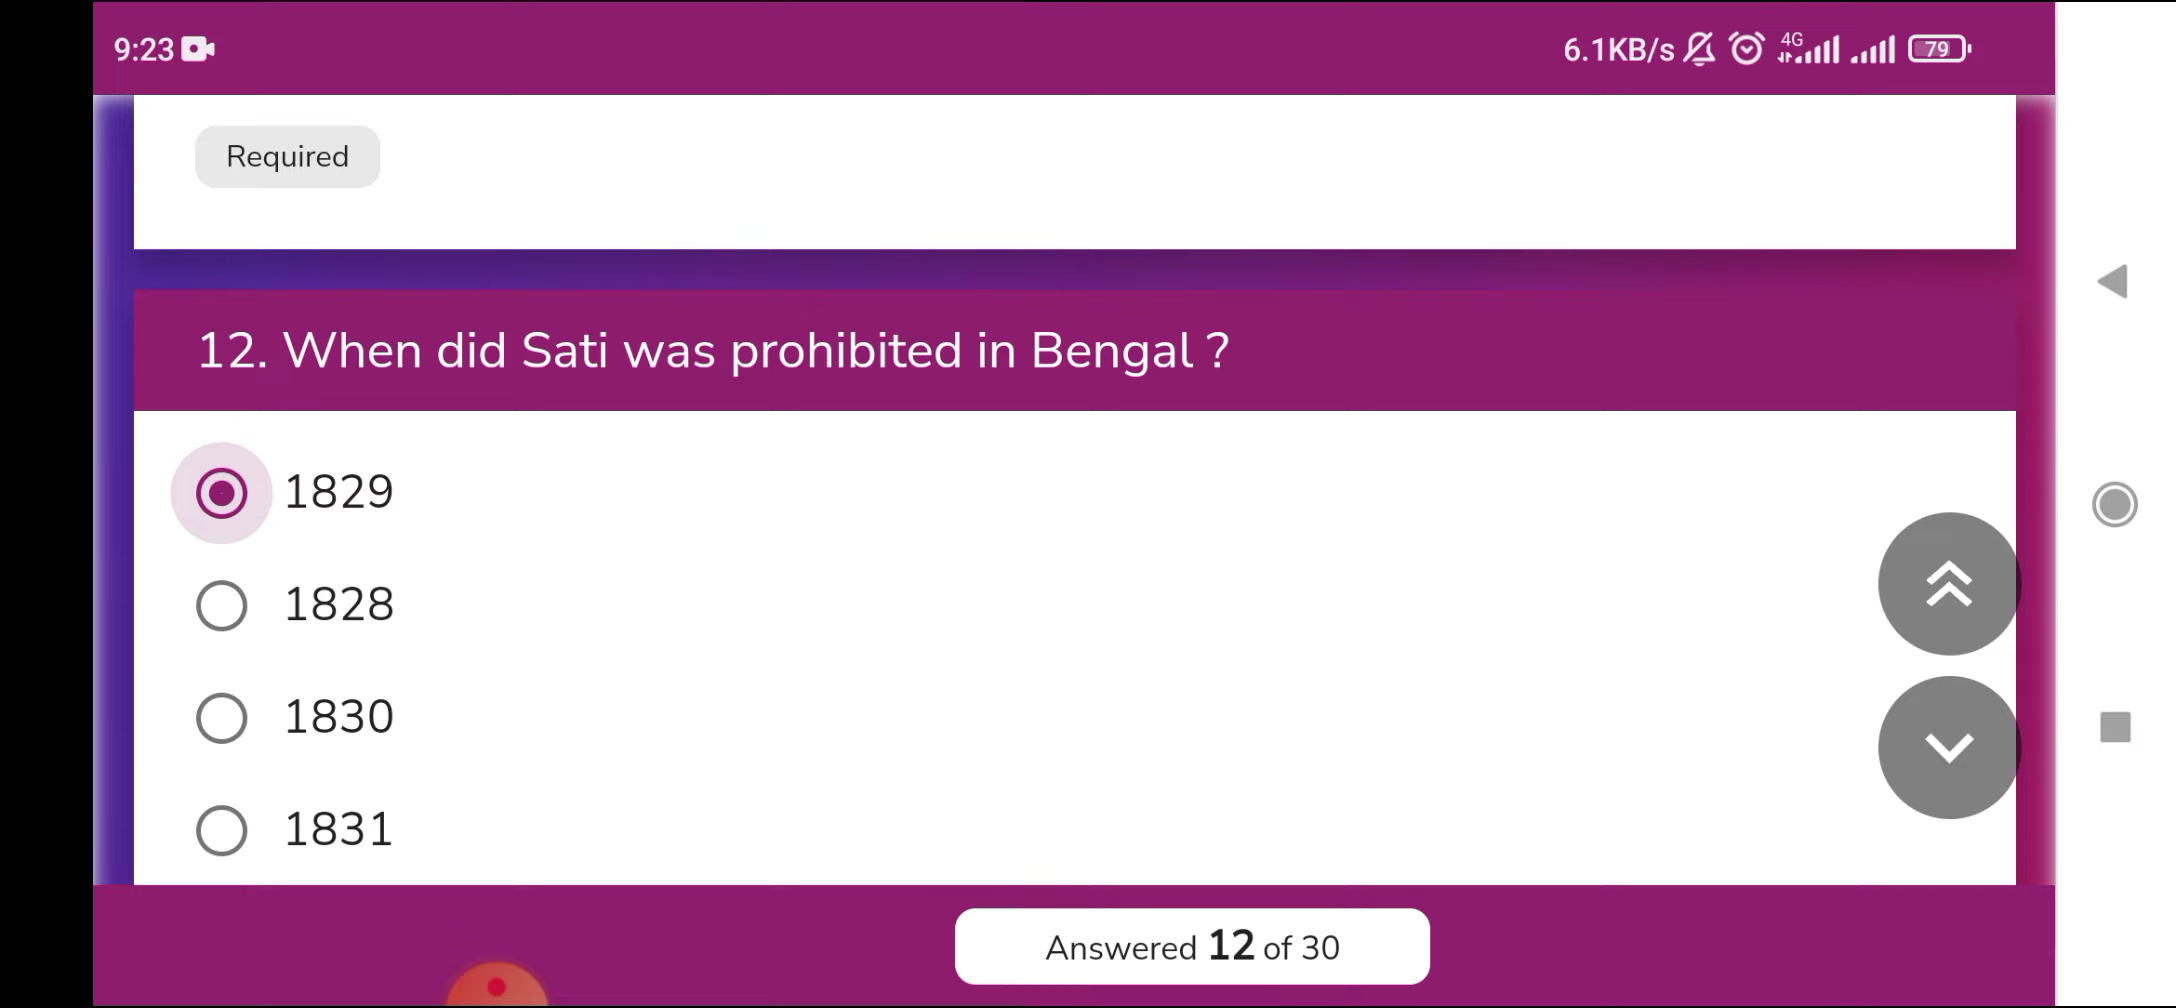 9:23 6.1KB/s 4G 79
Required
12. When did Sati was prohibited in Bengal ?
1829
1828
1830
1831
Answered 12 of 30